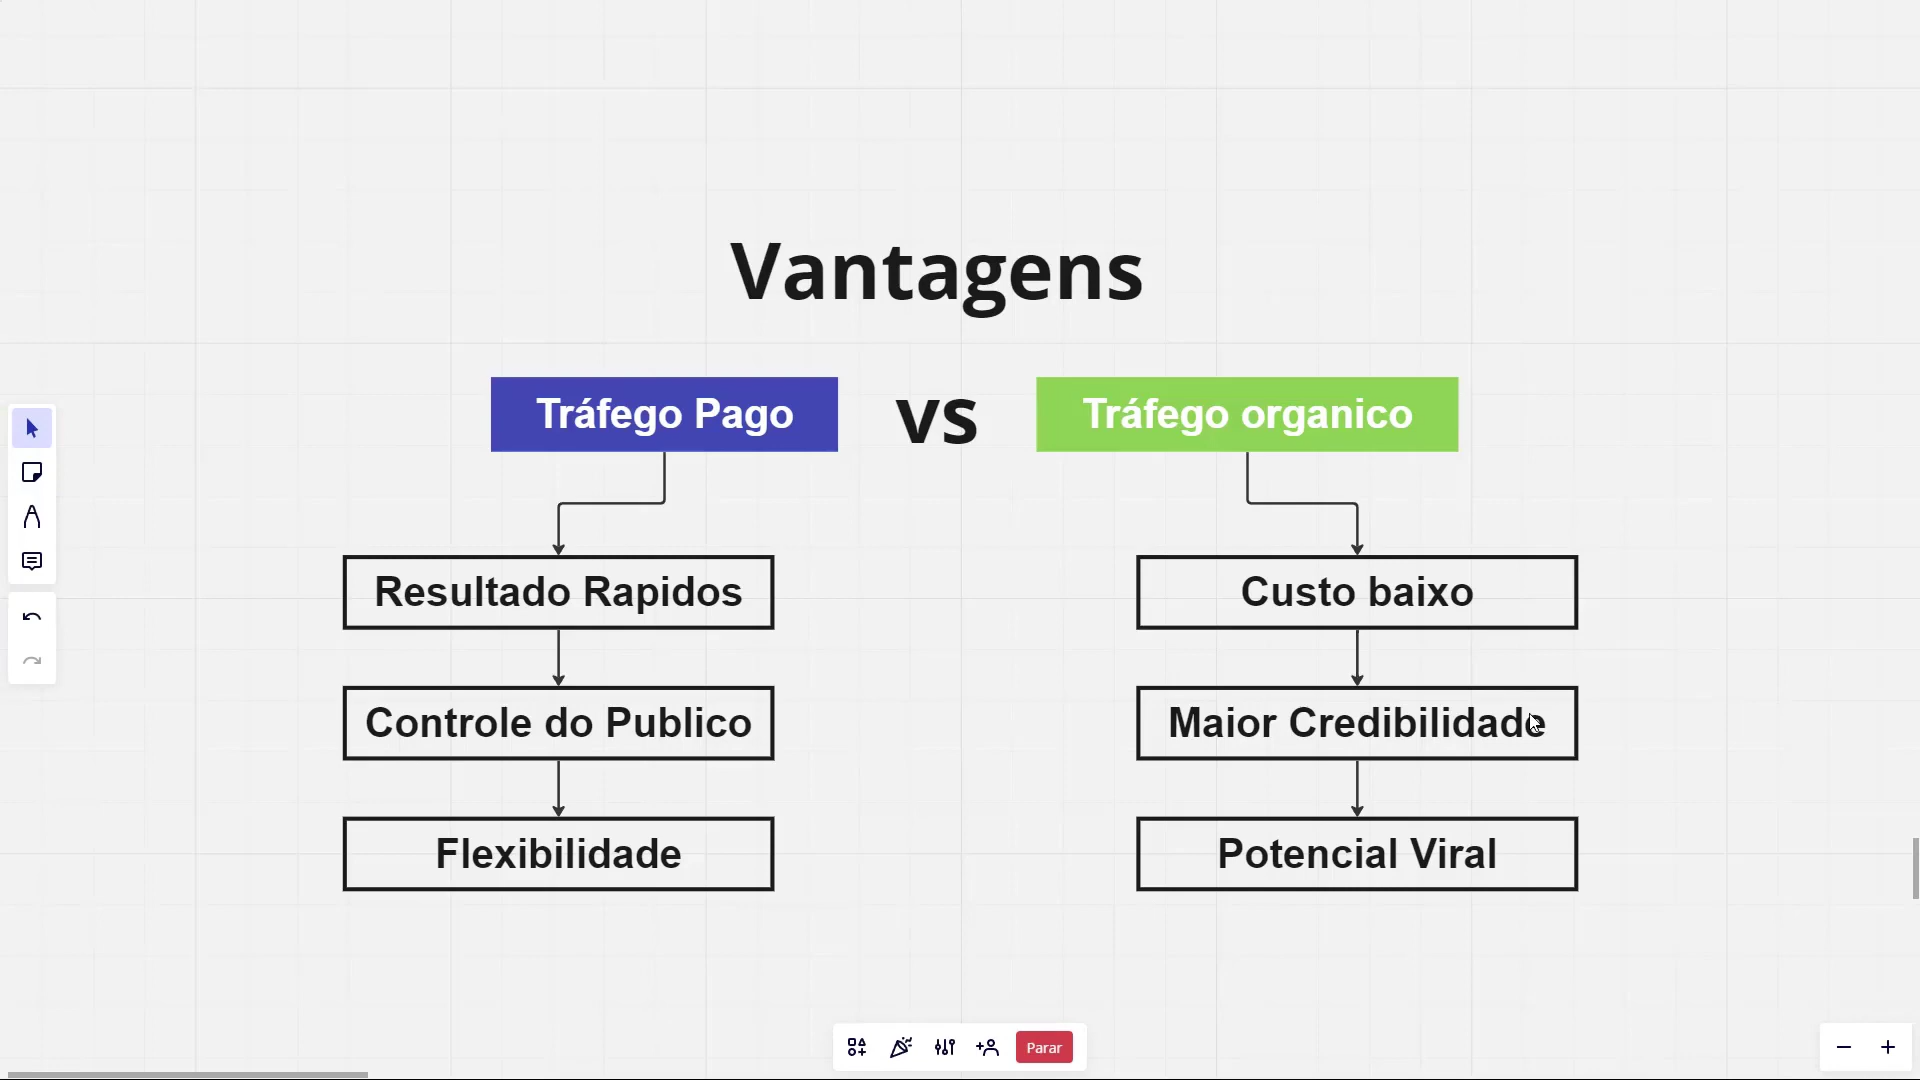 Vantagens
Tráfego Pago
vs
Tráfego organico
Resultado Rapidos
Custo baixo
Controle do Publico
Maior Credibilidade
Flexibilidade
Potencial Viral
Parar